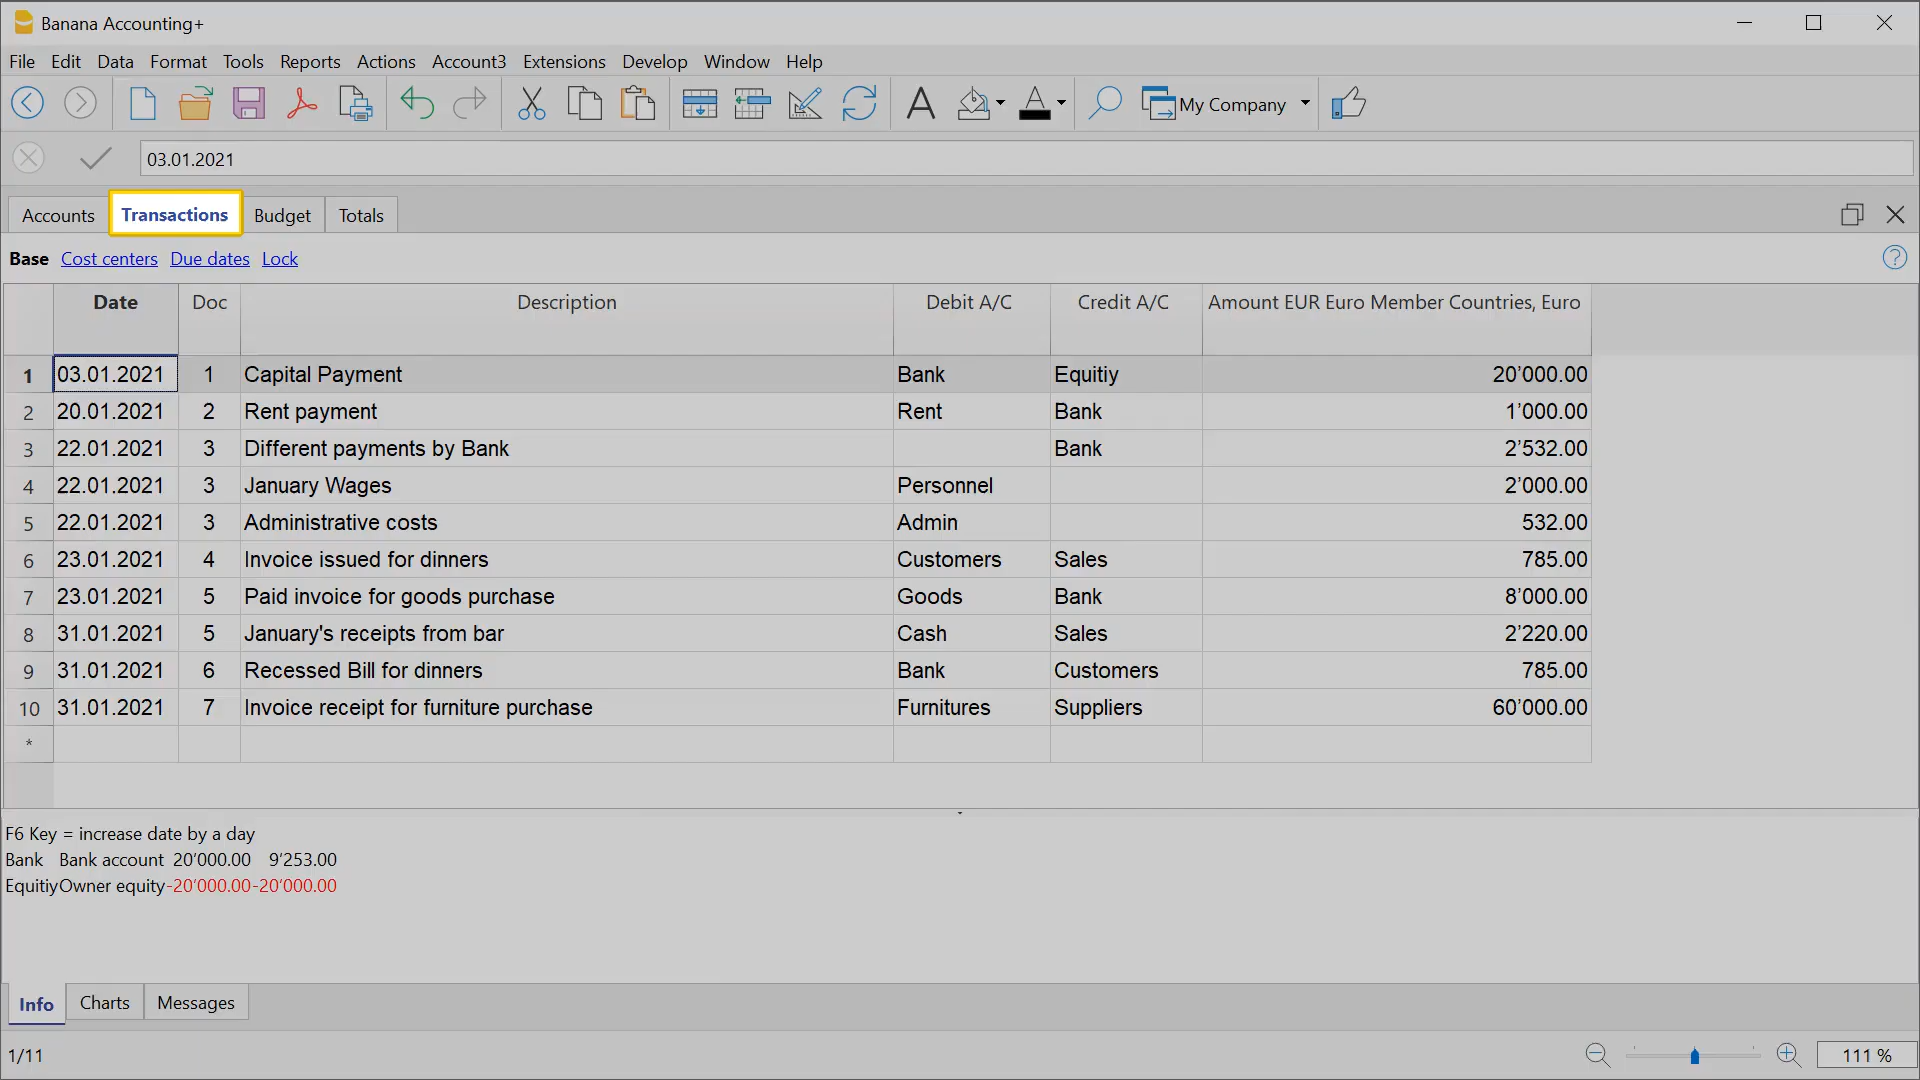 Banana Accounting+
File Edit Data Format Tools Reports Actions Account3 Extensions Develop Window Help
My Company
03.01.2021
Accounts Transactions Budget Totals
Base Cost centers Due dates Lock
Date Doc Description Debit A/C Credit A/C Amount EUR Euro Member Countries, Euro
1 03.01.2021 1 Capital Payment Bank Equitiy 20’000.00
2 20.01.2021 2 Rent payment Rent Bank 1’000.00
3 22.01.2021 3 Different payments by Bank Bank 2’532.00
4 22.01.2021 3 January Wages Personnel 2’000.00
5 22.01.2021 3 Administrative costs Admin 532.00
6 23.01.2021 4 Invoice issued for dinners Customers Sales 785.00
7 23.01.2021 5 Paid invoice for goods purchase Goods Bank 8’000.00
8 31.01.2021 5 January's receipts from bar Cash Sales 2’220.00
9 31.01.2021 6 Recessed Bill for dinners Bank Customers 785.00
10 31.01.2021 7 Invoice receipt for furniture purchase Furnitures Suppliers 60’000.00
*
F6 Key = increase date by a day
Bank Bank account 20’000.00 9’253.00
Equitiy Owner equity -20’000.00 -20’000.00
Info Charts Messages
1/11 111 %